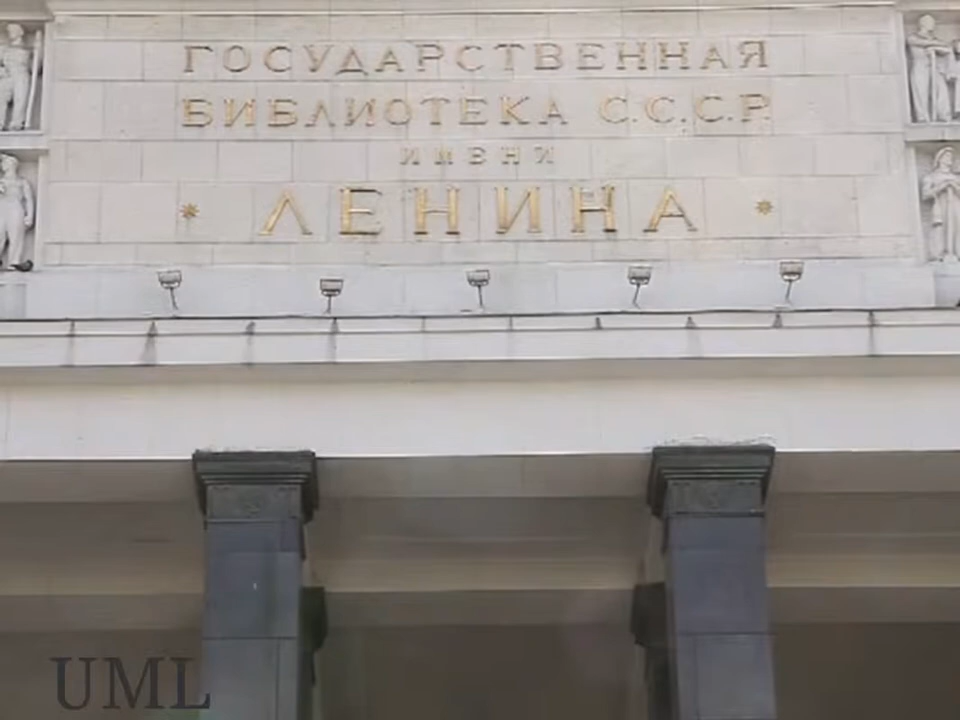 ГОСУДАРСТВЕННАЯ
БИБЛИОТЕКА С.С.С.Р.
ИМЕНИ
ЛЕНИНА
UML